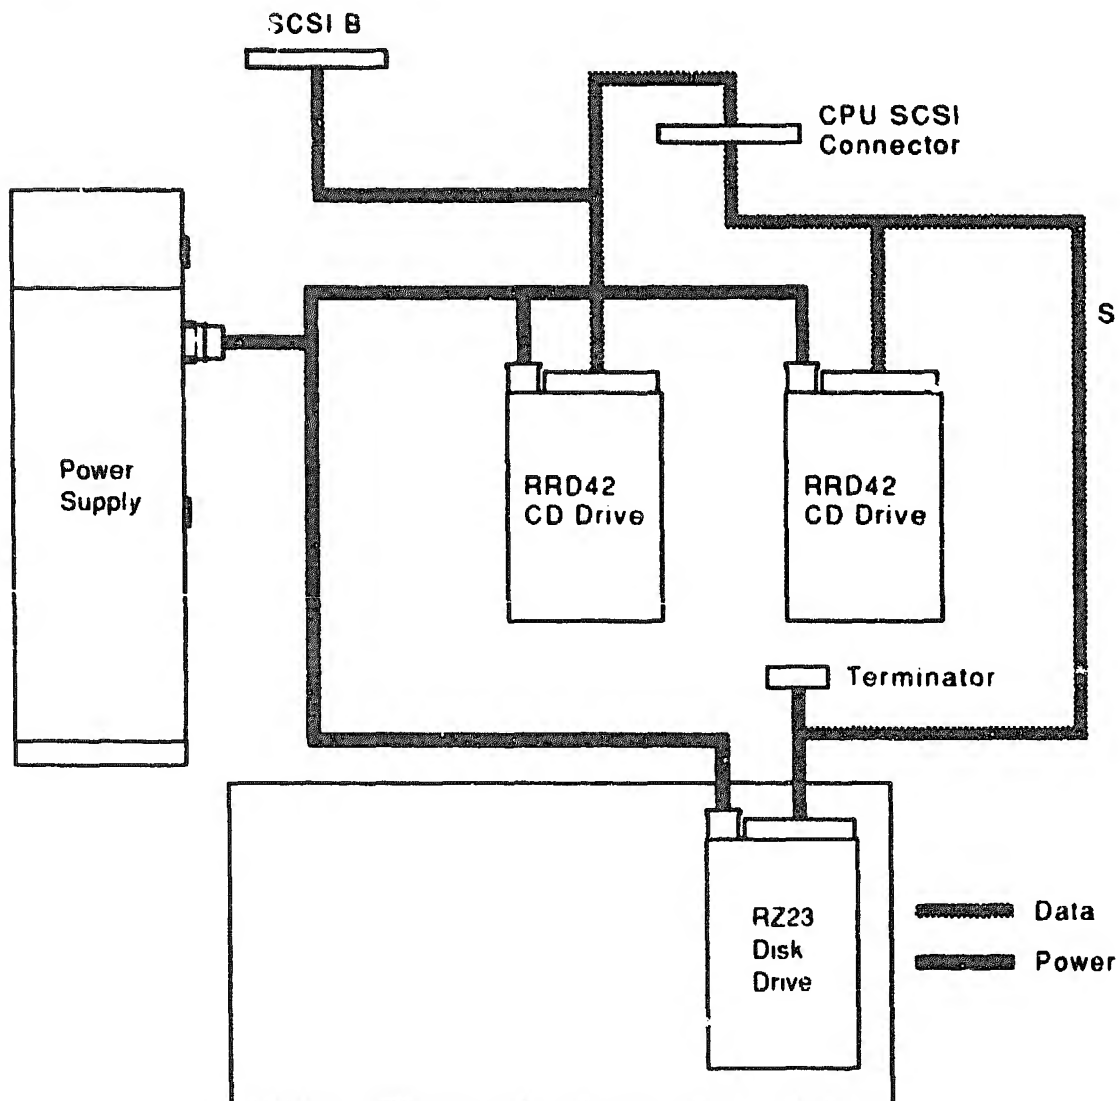 SCSI B
CPU SCSI
Connector
S
Power
Supply
RRD42
CD Drive
RRD42
CD Drive
Terminator
RZ23
Disk
Drive
Data
Power